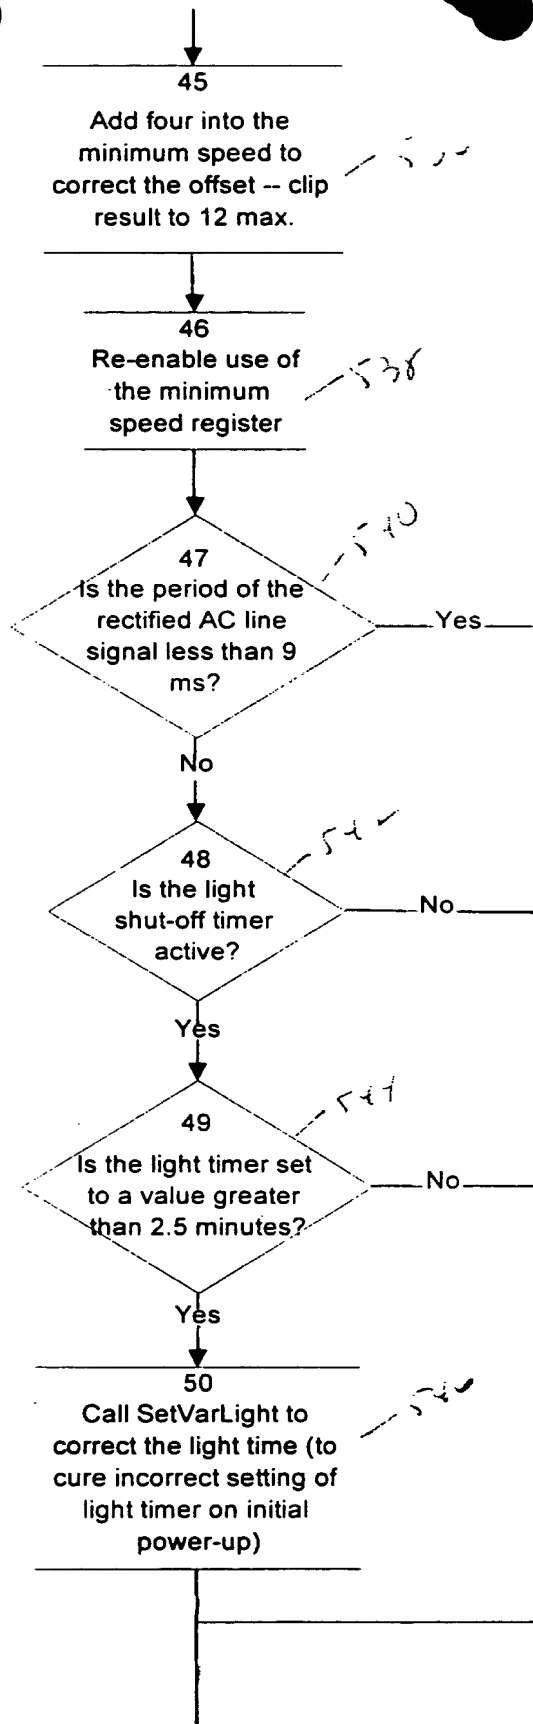 45
Add four into the
minimum speed to
correct the offset -- clip
result to 12 max.
46
Re-enable use of
the minimum
speed register
538
47
Is the period of the
rectified AC line
signal less than 9
ms?
540
Yes
No
48
Is the light
shut-off timer
active?
No
Yes
544
49
Is the light timer set
to a value greater
than 2.5 minutes?
No
Yes
50
Call SetVarLight to
correct the light time (to
cure incorrect setting of
light timer on initial
power-up)